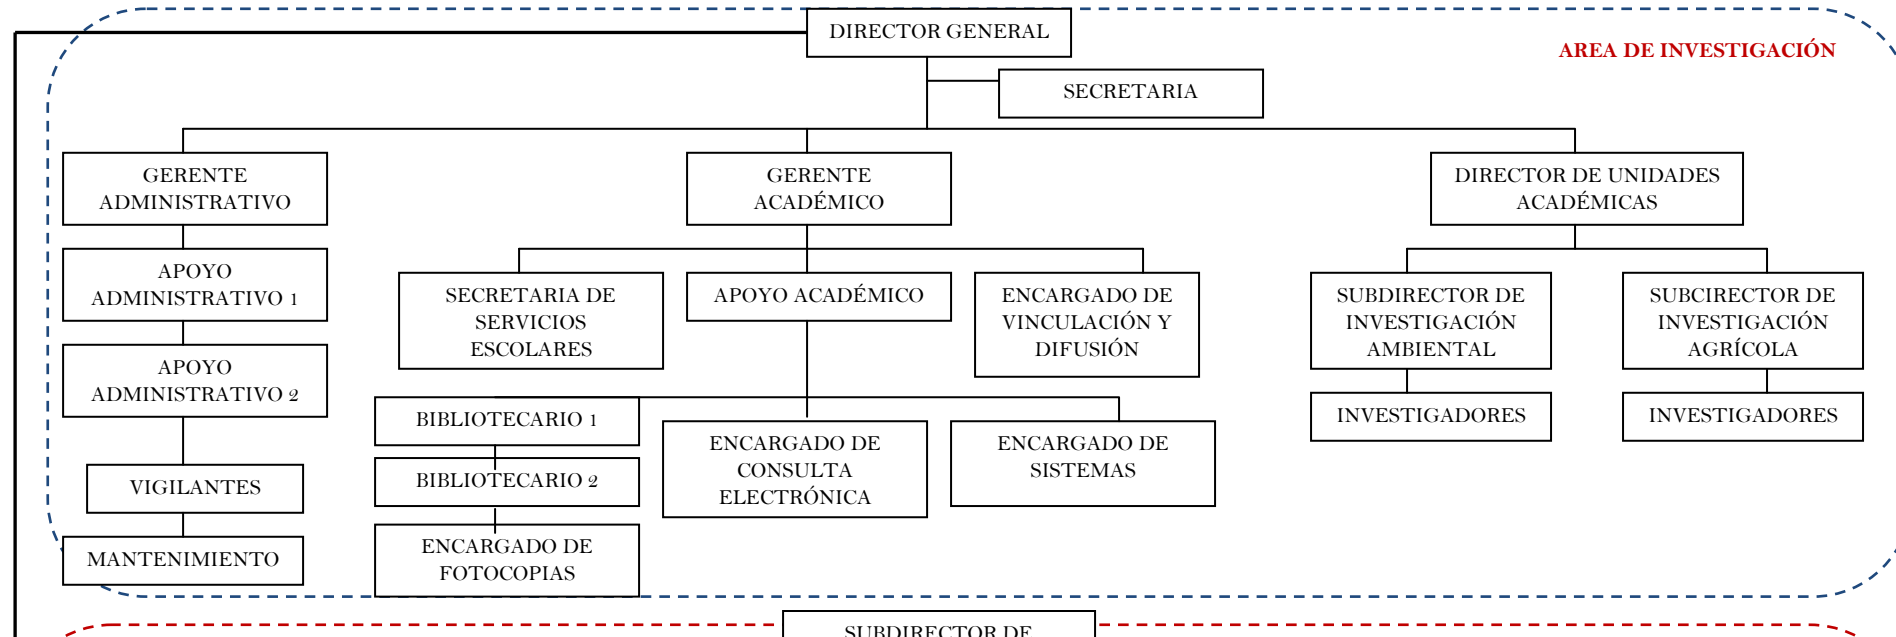 DIRECTOR GENERAL
AREA DE INVESTIGACIÓN
SECRETARIA
GERENTE
ADMINISTRATIVO
GERENTE
ACADÉMICO
DIRECTOR DE UNIDADES
ACADÉMICAS
APOYO
ADMINISTRATIVO 1
SECRETARIA DE
SERVICIOS
ESCOLARES
APOYO ACADÉMICO
ENCARGADO DE
VINCULACIÓN Y
DIFUSIÓN
SUBDIRECTOR DE
INVESTIGACIÓN
AMBIENTAL
SUBCIRECTOR DE
INVESTIGACIÓN
AGRÍCOLA
APOYO
ADMINISTRATIVO 2
BIBLIOTECARIO 1
INVESTIGADORES
INVESTIGADORES
ENCARGADO DE
CONSULTA
ELECTRÓNICA
ENCARGADO DE
SISTEMAS
VIGILANTES
BIBLIOTECARIO 2
MANTENIMIENTO
ENCARGADO DE
FOTOCOPIAS
SUBDIRECTOR DE